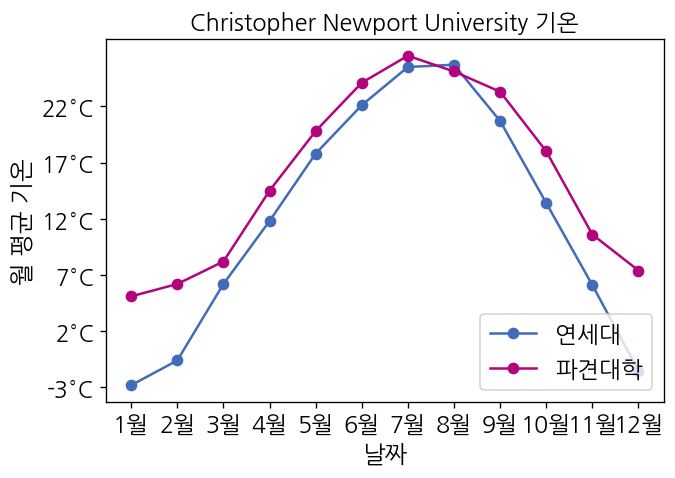 Christopher Newport University 기온
월 평균 기온
22°C
17°C
12°C
7°C
2°C
-3°C
연세대
파견대학
1월 2월 3월 4월 5월 6월 7월 8월 9월 10월 11월 12월
날짜